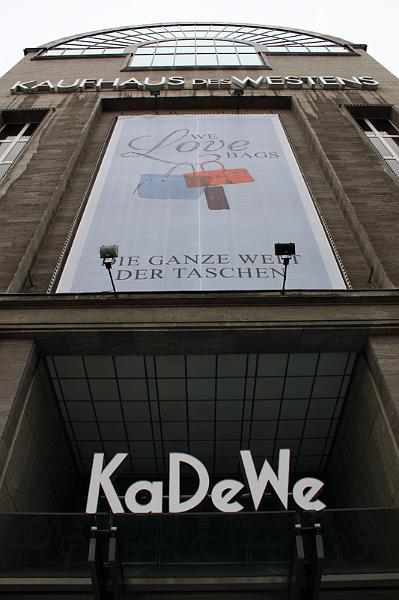 KAUFHAUS DES WESTENS
WE
Love
BAGS
DIE GANZE WELT
DER TASCHEN
KaDeWe